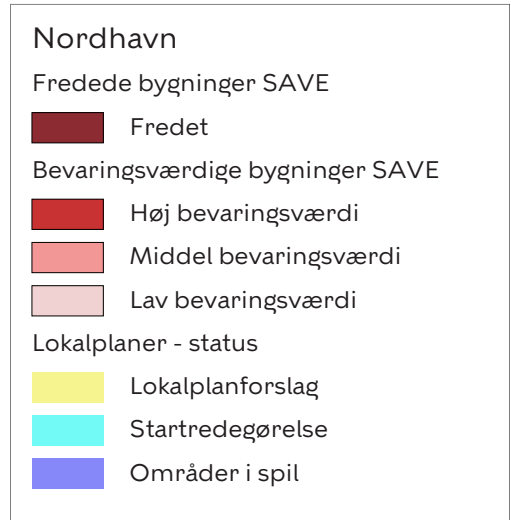 Nordhavn
Fredede bygninger SAVE
Fredet
Bevaringsværdige bygninger SAVE
Høj bevaringsværdi
Middel bevaringsværdi
Lav bevaringsværdi
Lokalplaner - status
Lokalplanforslag
Startredegørelse
Områder i spil